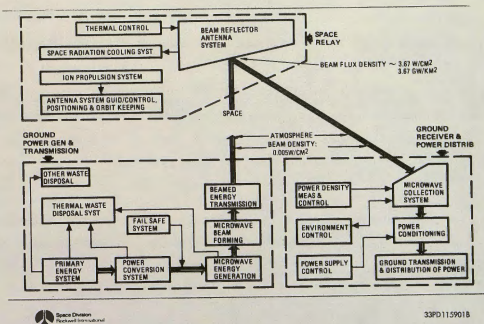 THERMAL CONTROL
BEAM REFLECTOR
ANTENNA
SYSTEM
SPACE
RELAY
SPACE RADIATION COOLING SYST
BEAM FLUX DENSITY ~ 3.67 W/CM2
3.67 GW/KM2
ION PROPULSION SYSTEM
ANTENNA SYSTEM GUID/CONTROL,
POSITIONING & ORBIT KEEPING
SPACE
GROUND
POWER GEN &
TRANSMISSION
ATMOSPHERE
BEAM DENSITY:
0.005W/CM2
GROUND
RECEIVER &
POWER DISTRIB
OTHER WASTE
DISPOSAL
THERMAL WASTE
DISPOSAL SYST
FAIL SAFE
SYSTEM
BEAMED
ENERGY
TRANSMISSION
MICROWAVE
BEAM
FORMING
PRIMARY
ENERGY
SYSTEM
POWER
CONVERSION
SYSTEM
MICROWAVE
ENERGY
GENERATION
POWER DENSITY
MEAS &
CONTROL
MICROWAVE
COLLECTION
SYSTEM
ENVIRONMENT
CONTROL
POWER
CONDITIONING
POWER SUPPLY
CONTROL
GROUND TRANSMISSION
& DISTRIBUTION OF POWER
Space Division
Rockwell International
33PD115901B